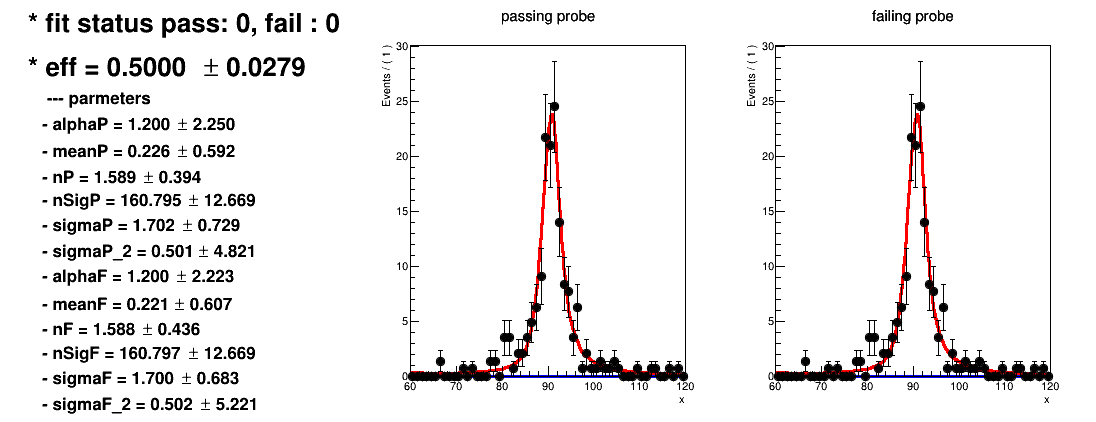 * fit status pass: 0, fail : 0
* eff = 0.5000 ± 0.0279
--- parmeters
- alphaP = 1.200 ± 2.250
- meanP = 0.226 ± 0.592
- nP = 1.589 ± 0.394
- nSigP = 160.795 ± 12.669
- sigmaP = 1.702 ± 0.729
- sigmaP_2 = 0.501 ± 4.821
- alphaF = 1.200 ± 2.223
- meanF = 0.221 ± 0.607
- nF = 1.588 ± 0.436
- nSigF = 160.797 ± 12.669
- sigmaF = 1.700 ± 0.683
- sigmaF_2 = 0.502 ± 5.221
passing probe
Events / ( 1 )
30
25
20
15
10
5
0
60 70 80 90 100 110 120
x
failing probe
Events / ( 1 )
30
25
20
15
10
5
0
60 70 80 90 100 110 120
x